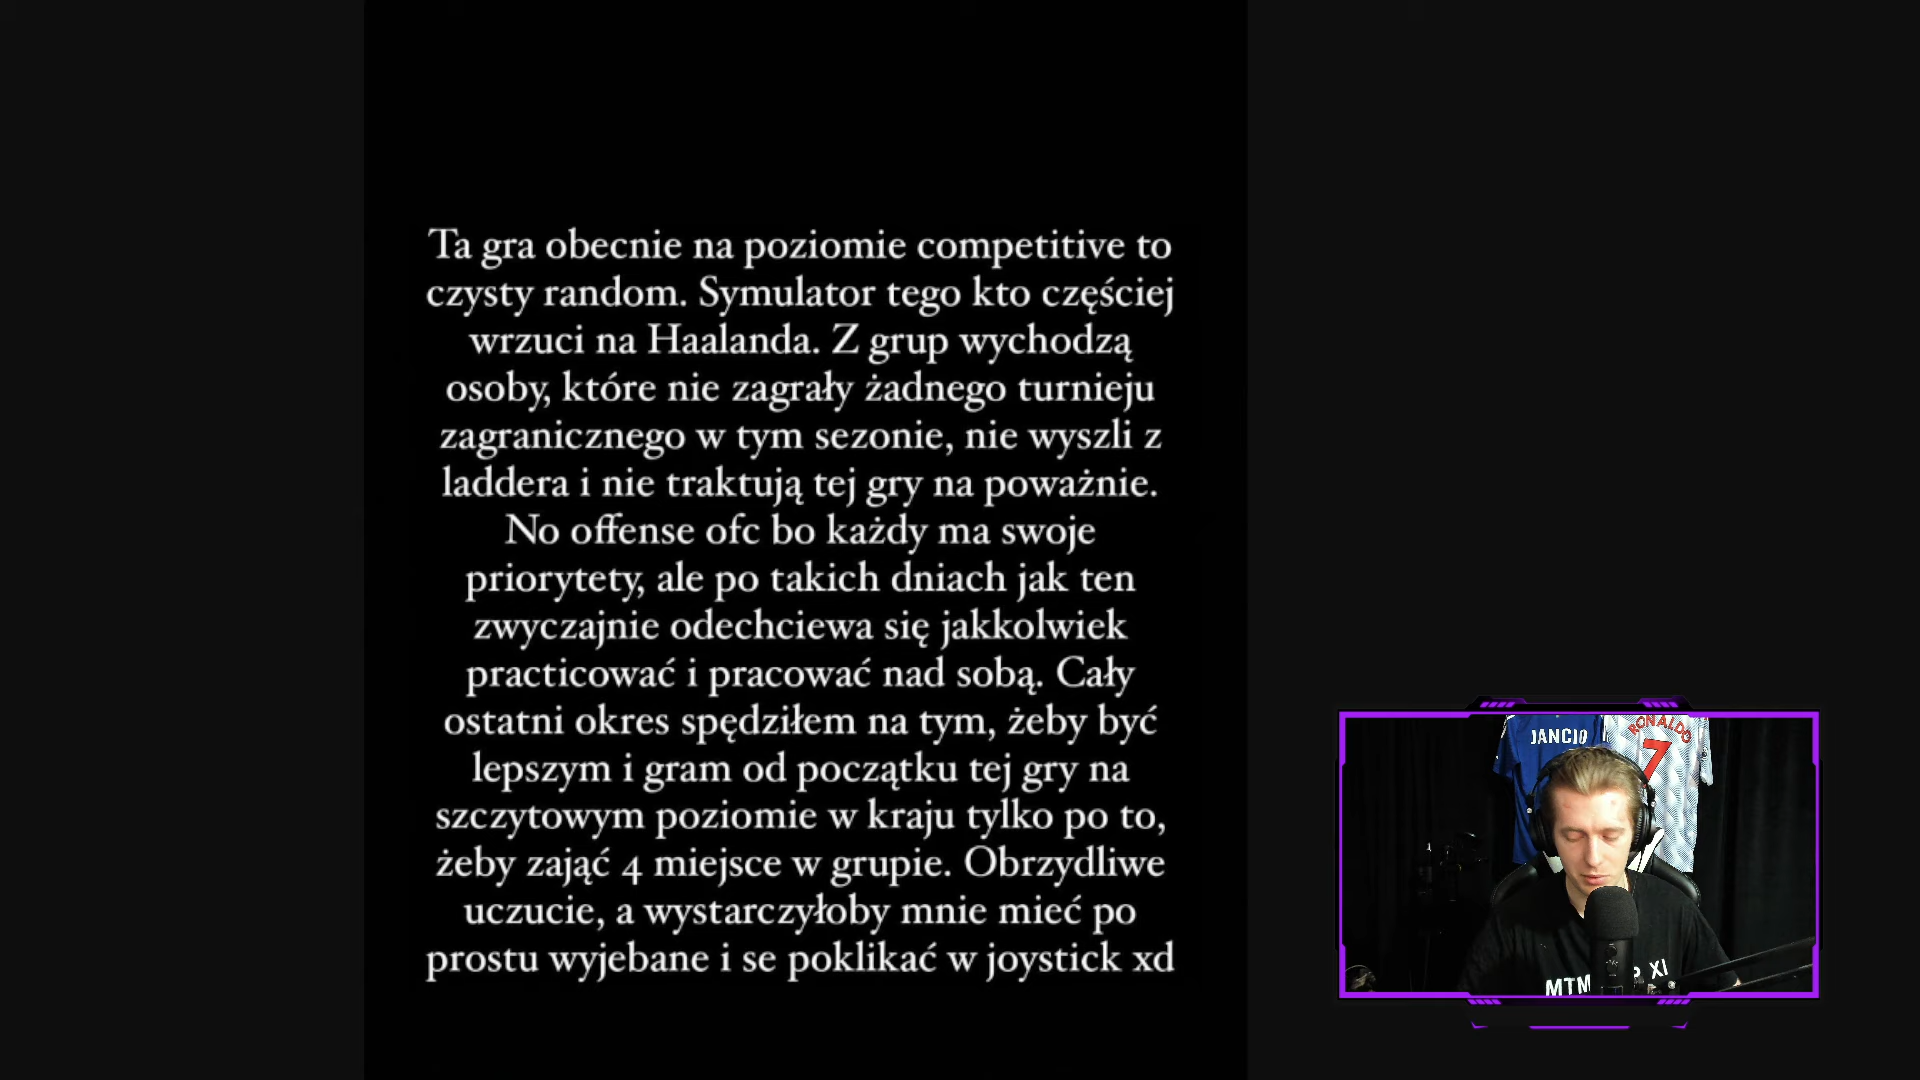 Ta gra obecnie na poziomie competitive to
czysty random. Symulator tego kto częściej
wrzuci na Haalanda. Z grup wychodzą
osoby, które nie zagrały żadnego turnieju
zagranicznego w tym sezonie, nie wyszli z
laddera i nie traktują tej gry na poważnie.
No offense ofc bo każdy ma swoje
priorytety, ale po takich dniach jak ten
zwyczajnie odechciewa się jakkolwiek
practicować i pracować nad sobą. Cały
ostatni okres spędziłem na tym, żeby być
lepszym i gram od początku tej gry na
szczytowym poziomie w kraju tylko po to,
żeby zająć 4 miejsce w grupie. Obrzydliwe
uczucie, a wystarczyłoby mnie mieć po
prostu wyjebane i se poklikać w joystick xd
JANCIO
RONALDO
7
XI